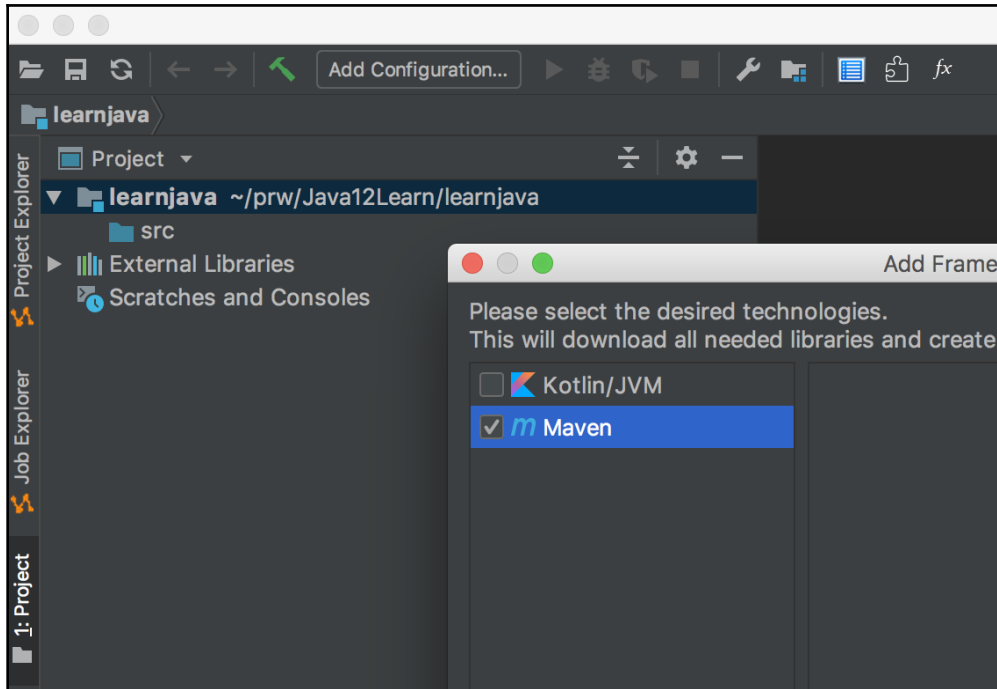 Add Configuration...
fx
learnjava
Project
learnjava ~/prw/Java12Learn/learnjava
src
External Libraries
Scratches and Consoles
Project Explorer
Job Explorer
1: Project
Add Frame
Please select the desired technologies.
This will download all needed libraries and create
Kotlin/JVM
m Maven